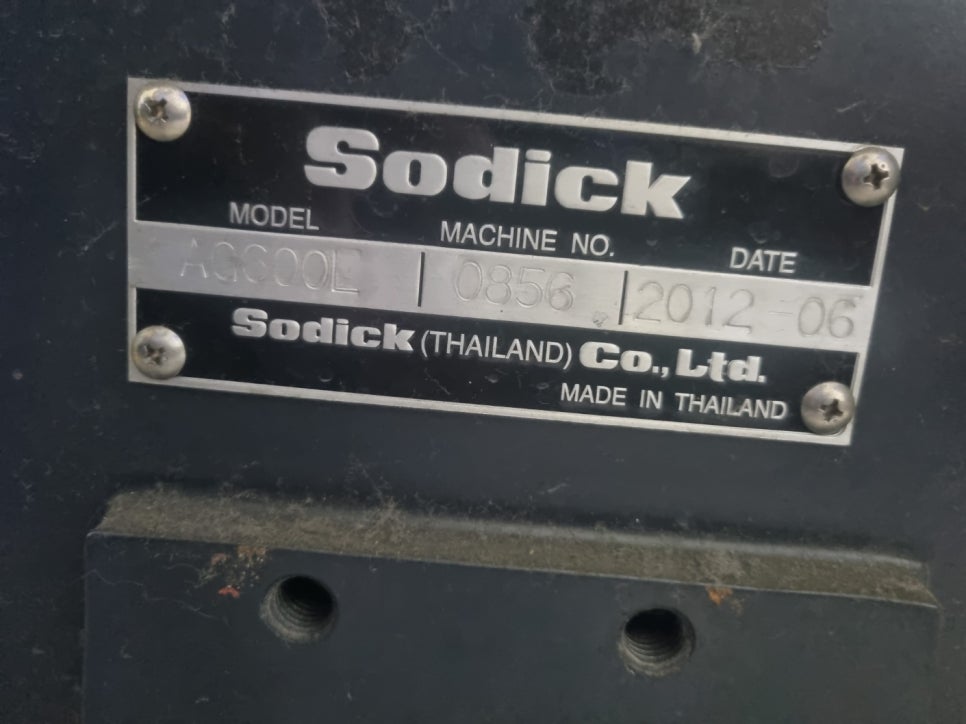 Sodick
MODEL MACHINE NO. DATE
AG600L 0856 2012-06
Sodick (THAILAND) Co., Ltd.
MADE IN THAILAND